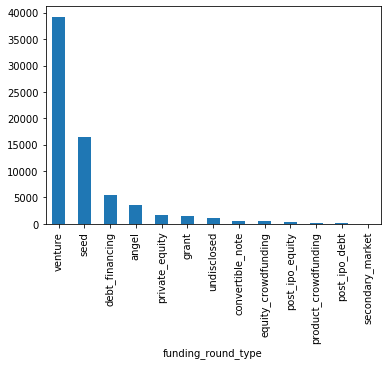 40000
35000
30000
25000
20000
15000
10000
5000
0
venture
seed
debt_financing
angel
private_equity
grant
undisclosed
convertible_note
equity_crowdfunding
post_ipo_equity
product_crowdfunding
post_ipo_debt
secondary_market
funding_round_type